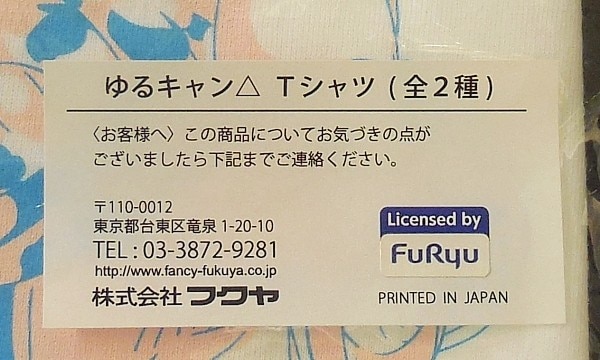 ゆるキャン△ Tシャツ (全2種)
〈お客様へ〉この商品についてお気づきの点が
ございましたら下記までご連絡ください。
〒110-0012
東京都台東区竜泉 1-20-10
TEL : 03-3872-9281
http://www.fancy-fukuya.co.jp
株式会社 フクヤ
Licensed by
FuRyu
PRINTED IN JAPAN